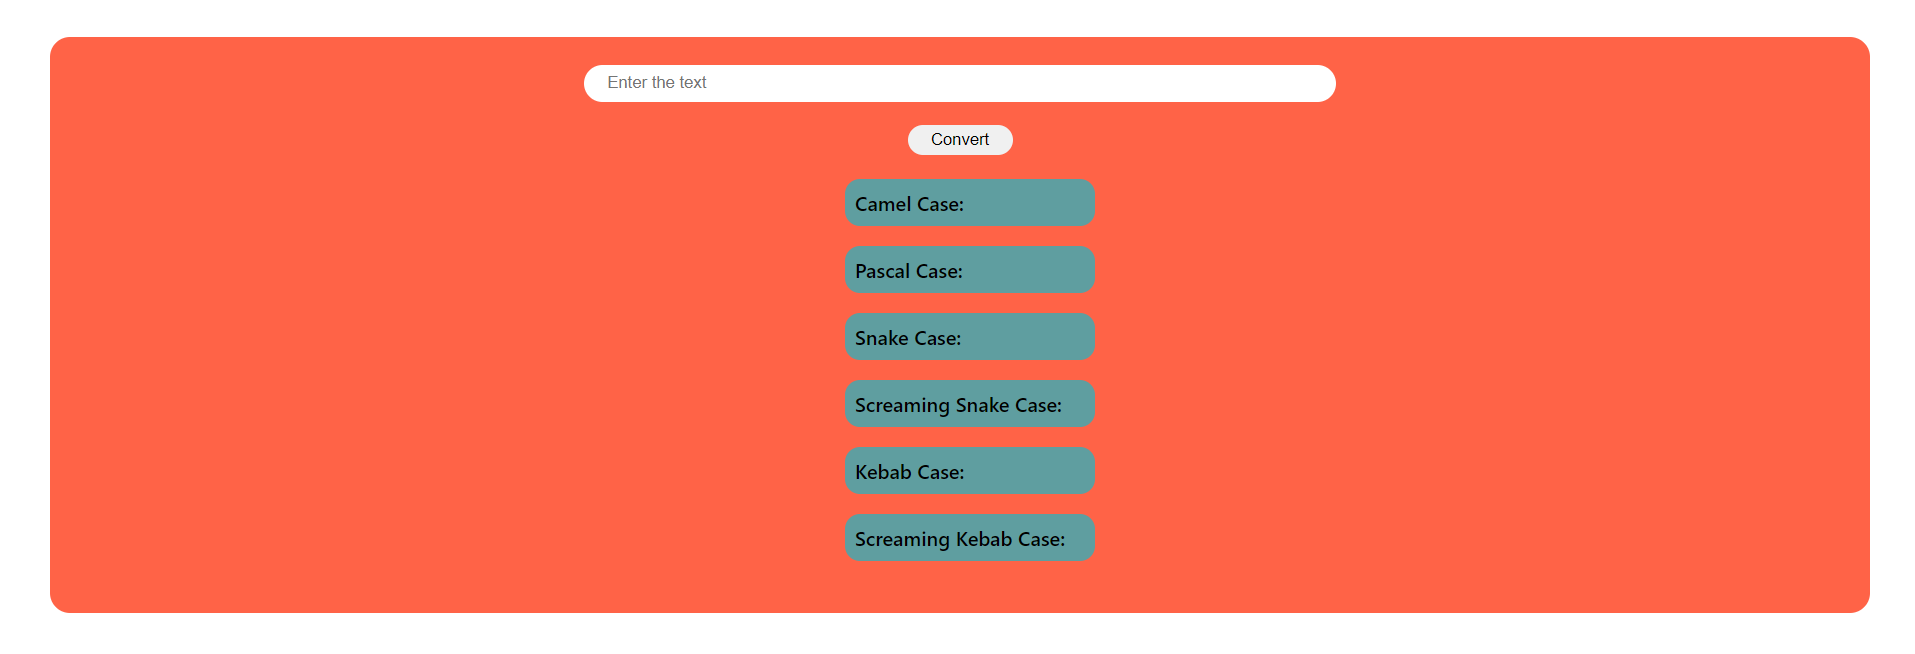 Enter the text
Convert
Camel Case:
Pascal Case:
Snake Case:
Screaming Snake Case:
Kebab Case:
Screaming Kebab Case: